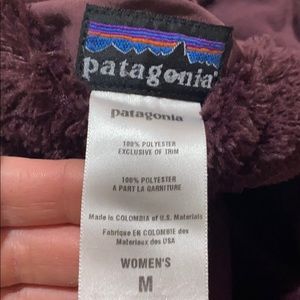 patagonia®
patagonia
100% POLYESTER
EXCLUSIVE OF TRIM
100% POLYESTER
A PART LA GARNITURE
Made in COLOMBIA of U.S. Materials
Fabriqué EN COLOMBIE des
Materiaux des USA
WOMEN'S
M